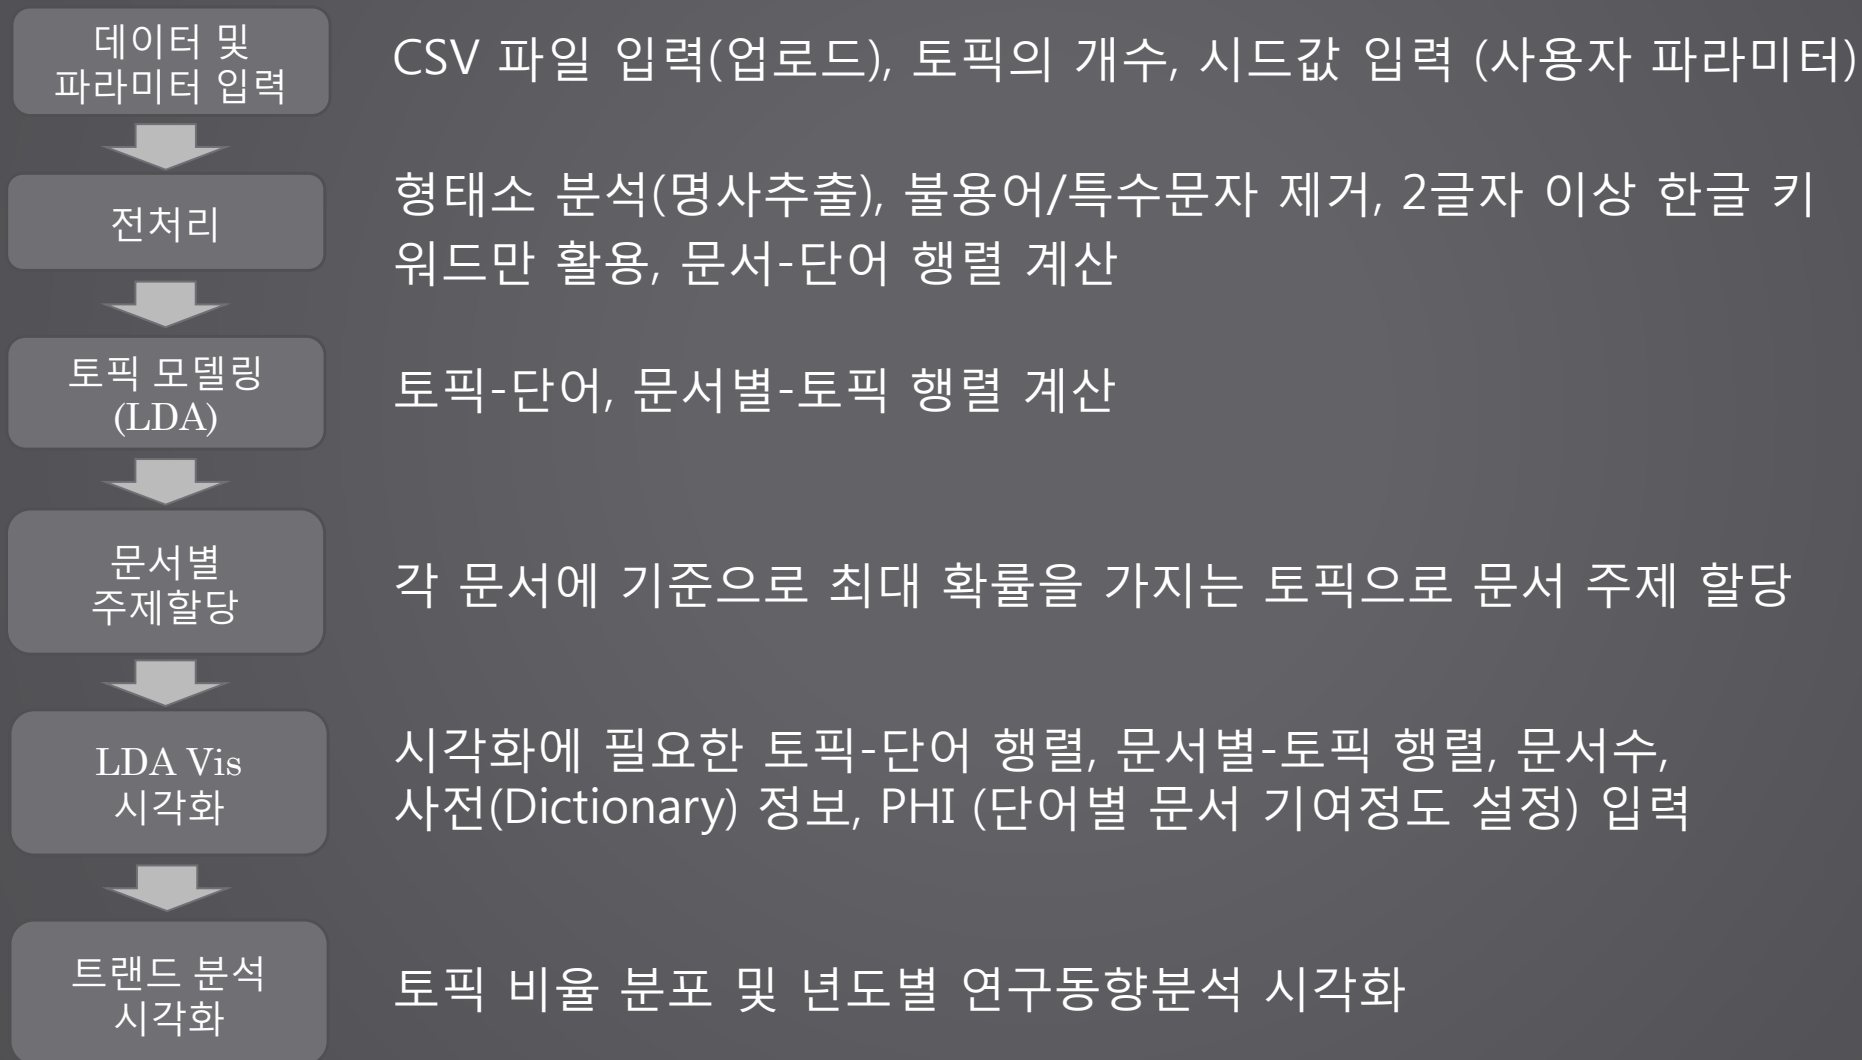 데이터 및
파라미터 입력
CSV 파일 입력(업로드), 토픽의 개수, 시드값 입력 (사용자 파라미터)
전처리
형태소 분석(명사추출), 불용어/특수문자 제거, 2글자 이상 한글 키
워드만 활용, 문서-단어 행렬 계산
토픽 모델링
(LDA)
토픽-단어, 문서별-토픽 행렬 계산
문서별
주제할당
각 문서에 기준으로 최대 확률을 가지는 토픽으로 문서 주제 할당
LDA Vis
시각화
시각화에 필요한 토픽-단어 행렬, 문서별-토픽 행렬, 문서수,
사전(Dictionary) 정보, PHI (단어별 문서 기여정도 설정) 입력
트랜드 분석
시각화
토픽 비율 분포 및 년도별 연구동향분석 시각화